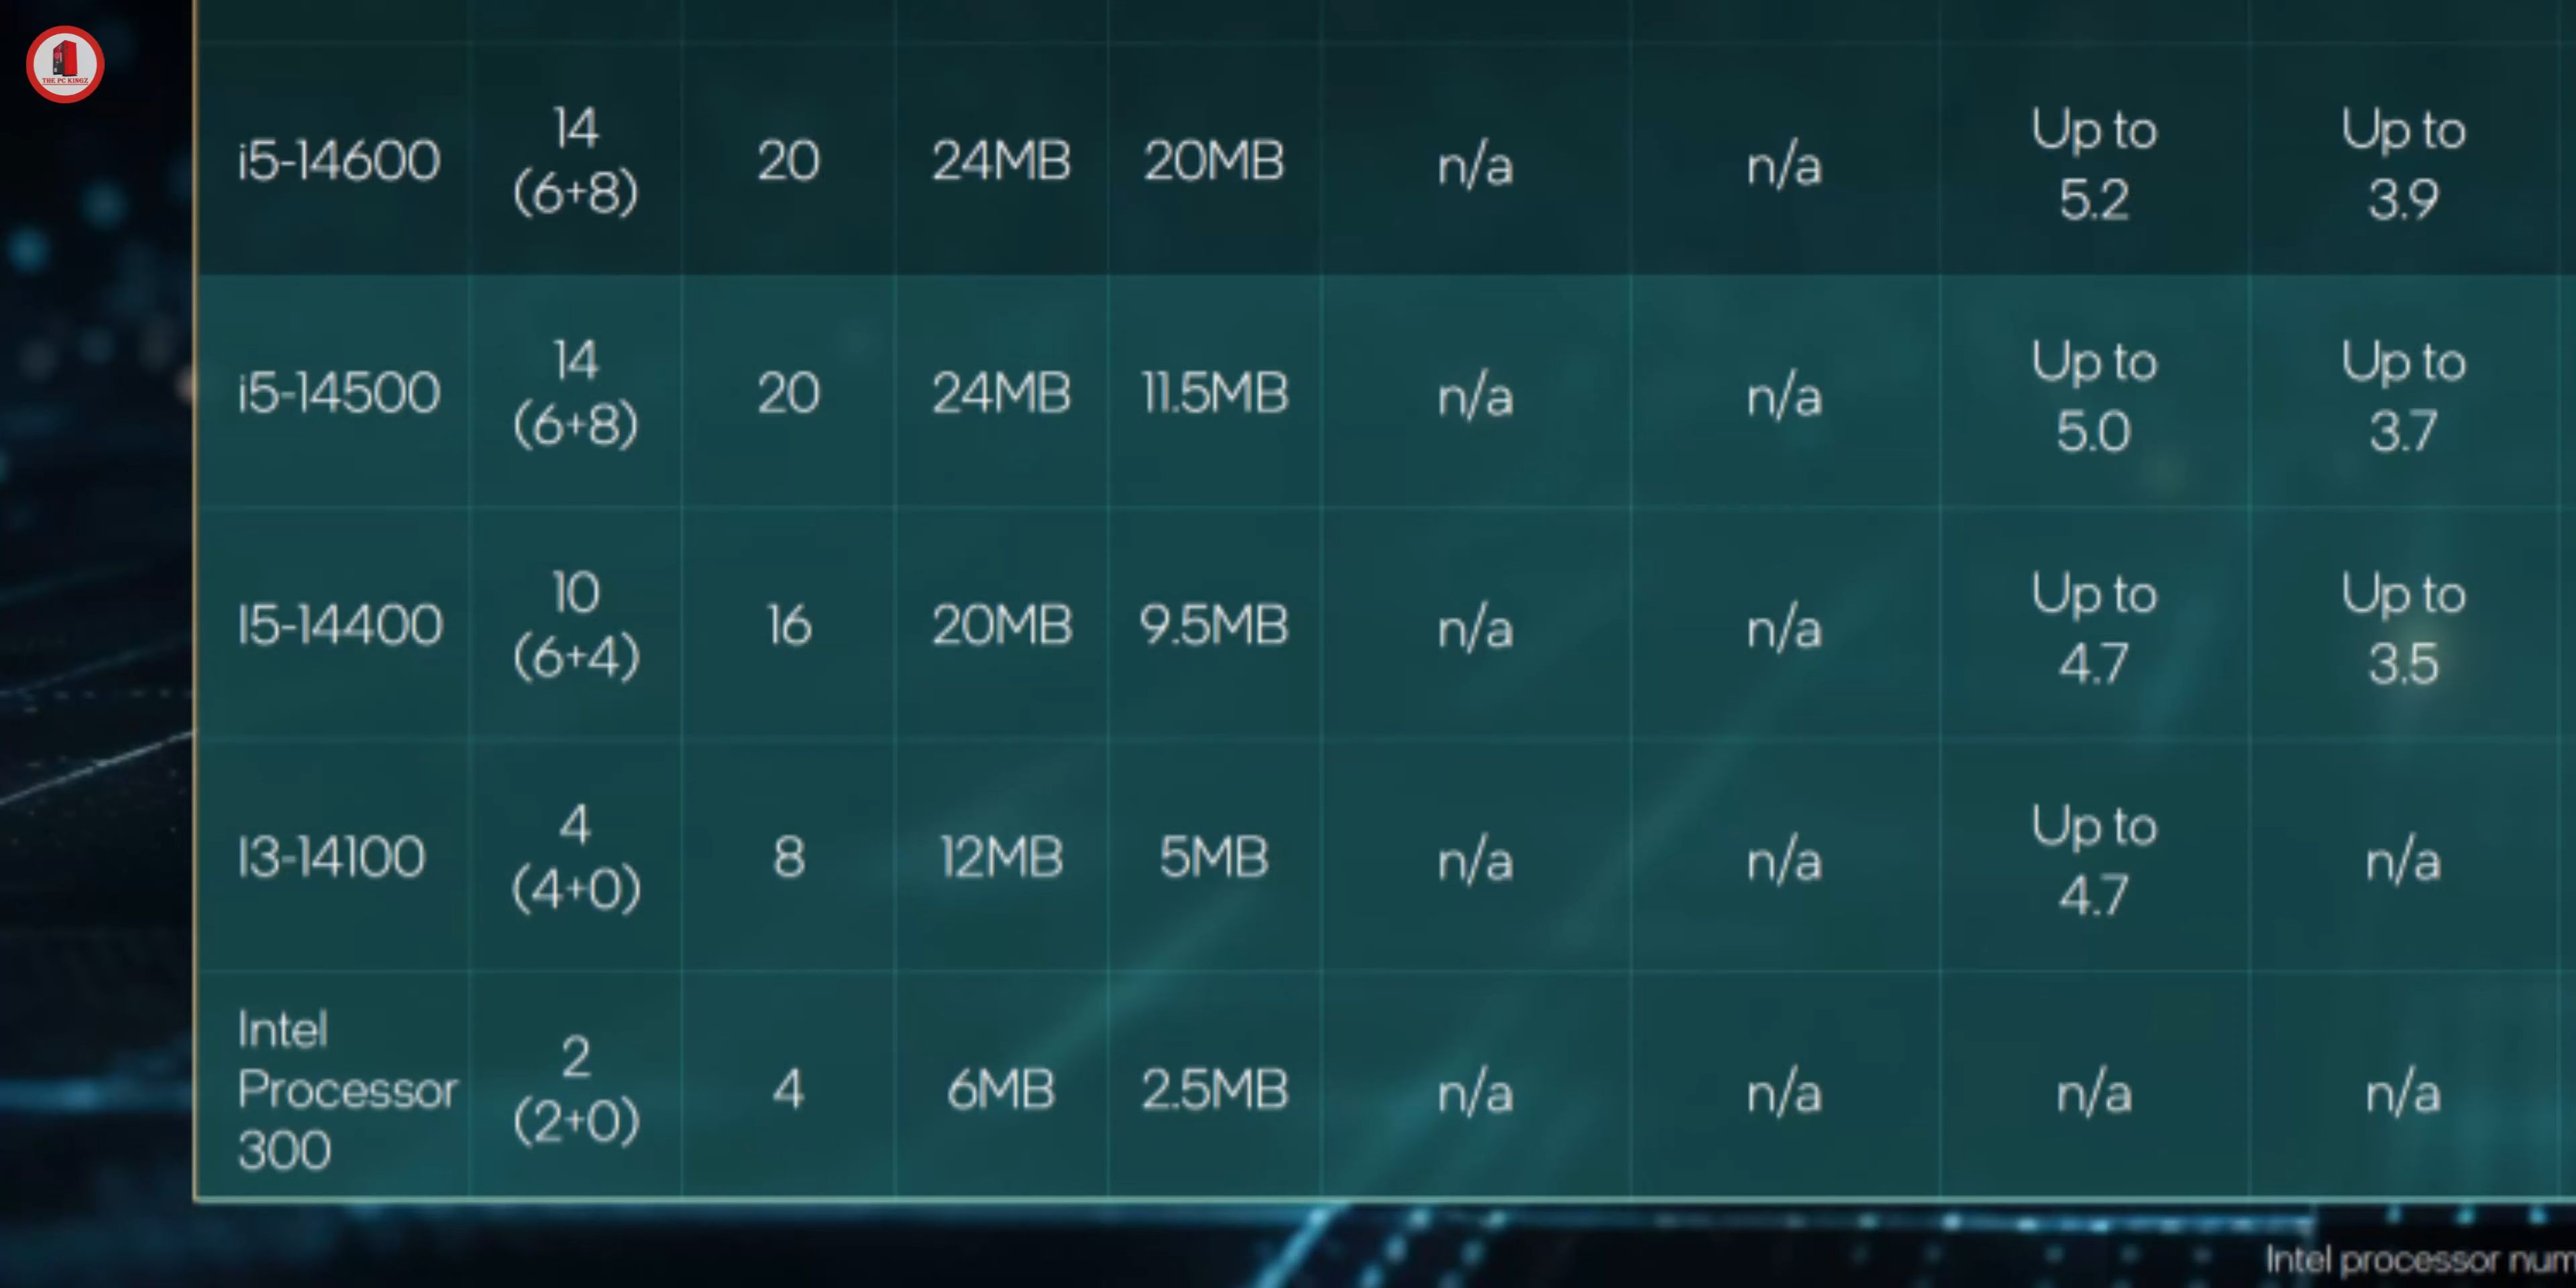 THE PC KINGZ
i5-14600 14 (6+8) 20 24MB 20MB n/a n/a Up to 5.2 Up to 3.9
i5-14500 14 (6+8) 20 24MB 11.5MB n/a n/a Up to 5.0 Up to 3.7
I5-14400 10 (6+4) 16 20MB 9.5MB n/a n/a Up to 4.7 Up to 3.5
I3-14100 4 (4+0) 8 12MB 5MB n/a n/a Up to 4.7 n/a
Intel Processor 300 2 (2+0) 4 6MB 2.5MB n/a n/a n/a n/a
Intel processor num